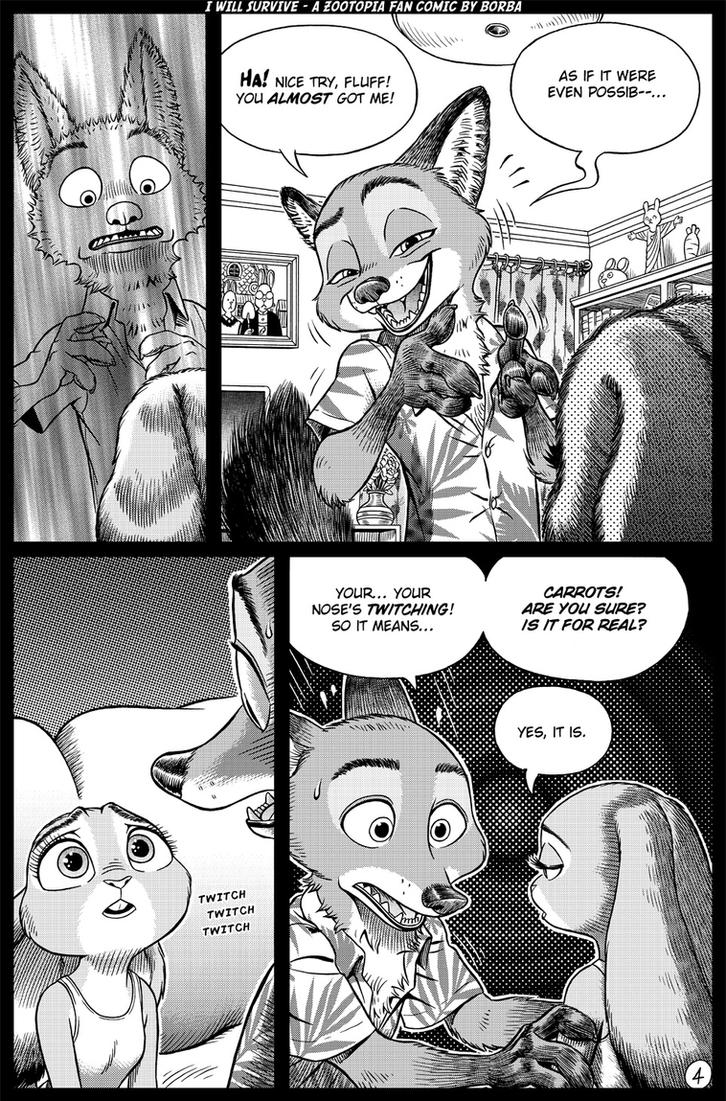 I WILL SURVIVE - A ZOOTOPIA FAN COMIC BY BORBA
HA! NICE TRY, FLUFF!
YOU ALMOST GOT ME!
AS IF IT WERE
EVEN POSSIB--...
YOUR... YOUR
NOSE'S TWITCHING!
SO IT MEANS...
CARROTS!
ARE YOU SURE?
IS IT FOR REAL?
YES, IT IS.
TWITCH
TWITCH
TWITCH
4